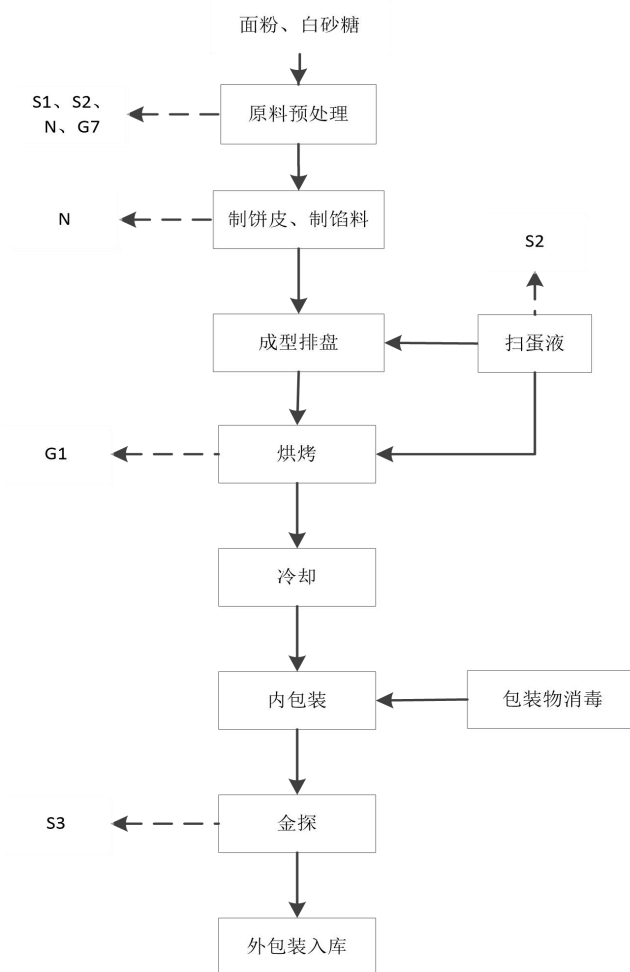 面粉、白砂糖
S1、S2、
N、G7
原料预处理
N
制饼皮、制馅料
S2
成型排盘
扫蛋液
G1
烘烤
冷却
内包装
包装物消毒
S3
金探
外包装入库